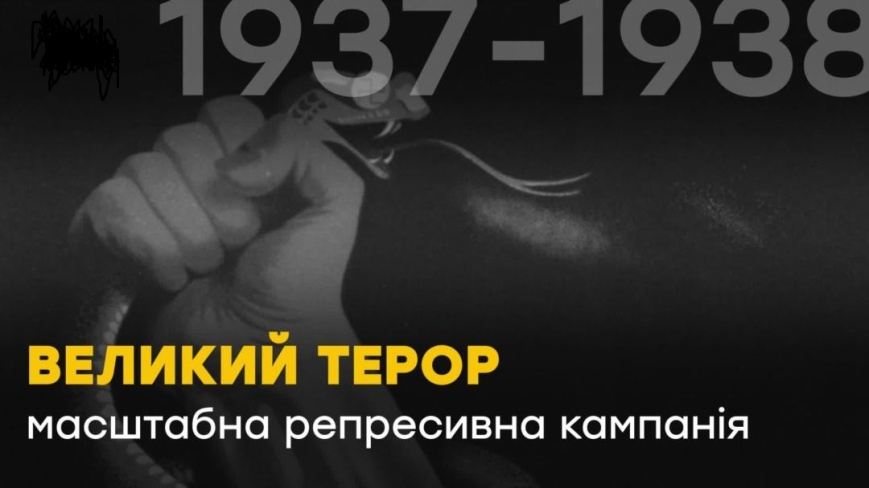 1937-1938
ВЕЛИКИЙ ТЕРОР
масштабна репресивна кампанія